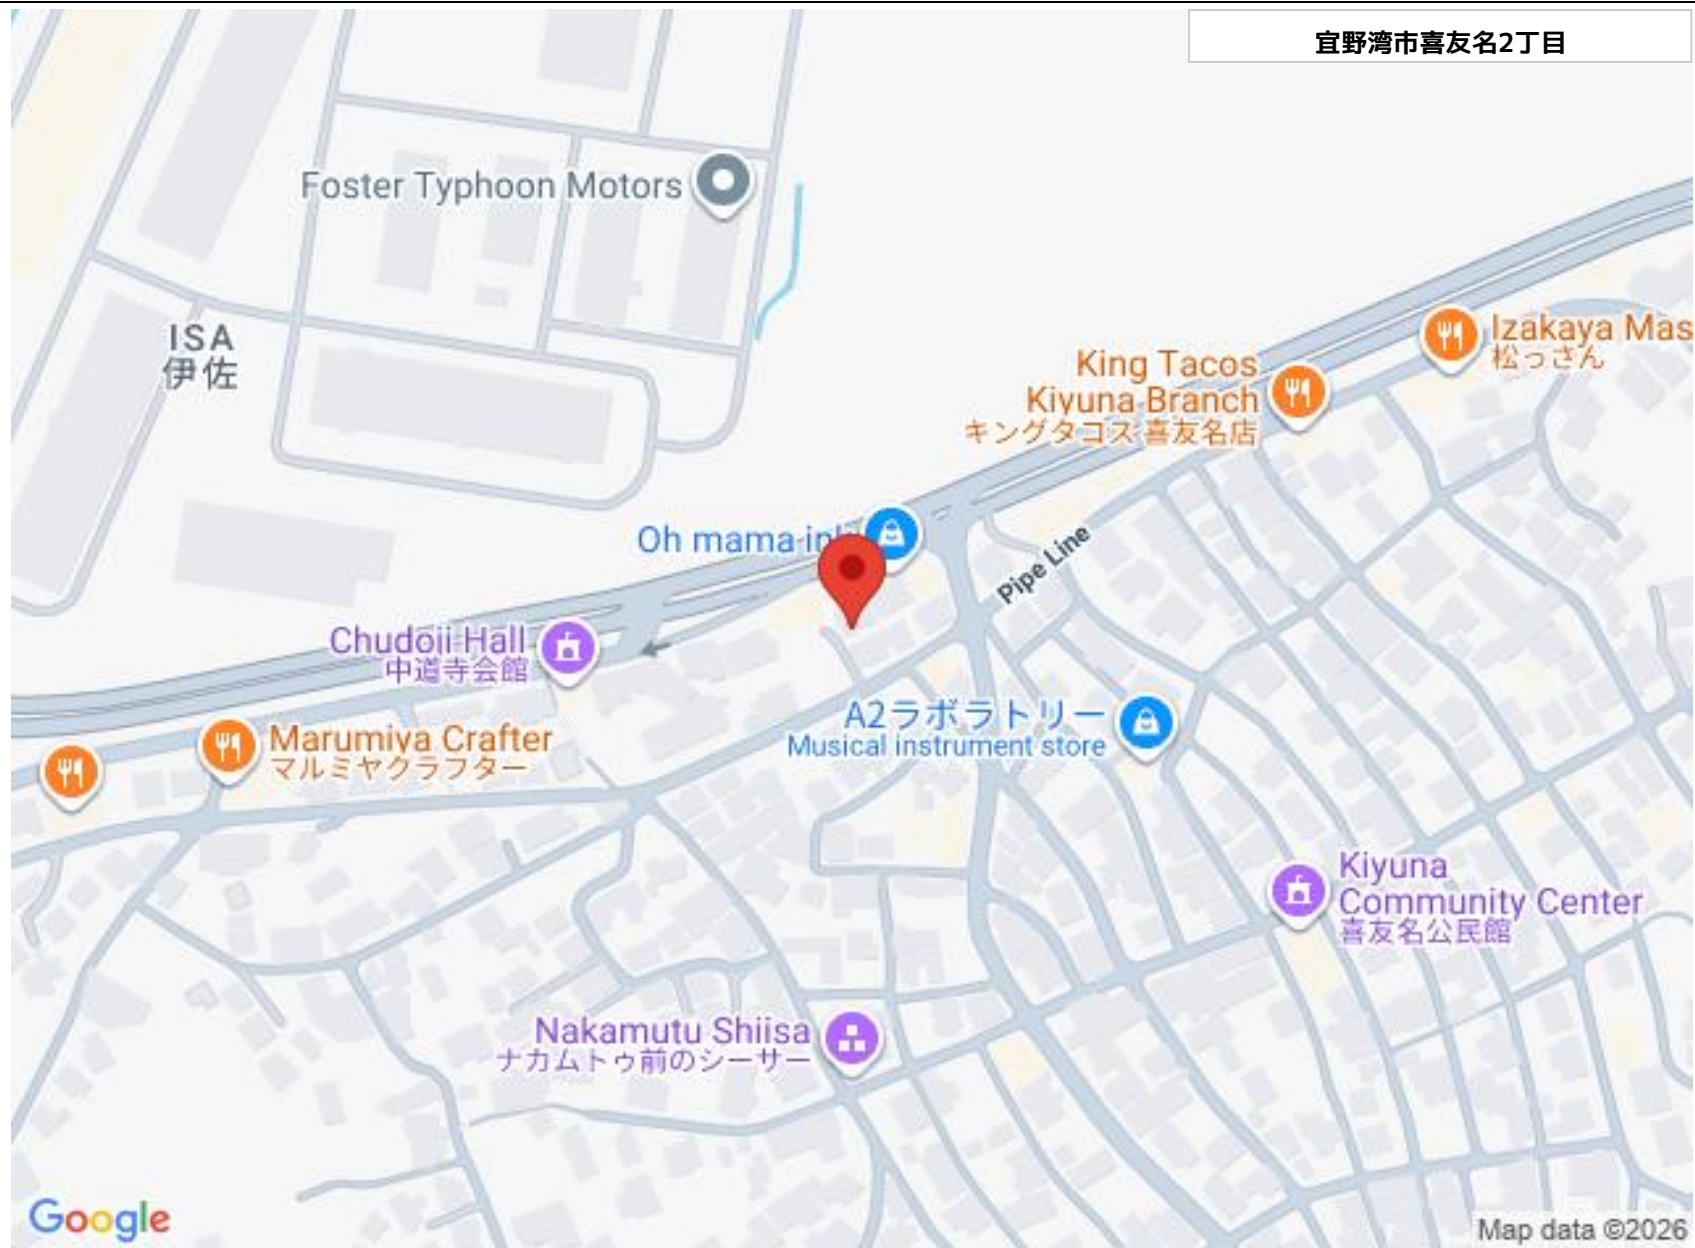 宜野湾市喜友名2丁目
Foster Typhoon Motors
ISA
伊佐
Izakaya Mas
松っさん
King Tacos
Kiyuna Branch
キングタコス 喜友名店
Oh mama in
Pipe Line
Chudoji Hall
中道寺会館
A2ラボラトリー
Musical instrument store
Marumiya Crafter
マルミヤクラフター
Kiyuna
Community Center
喜友名公民館
Nakamutu Shiisa
ナカムトゥ前のシーサー
Google
Map data ©2026